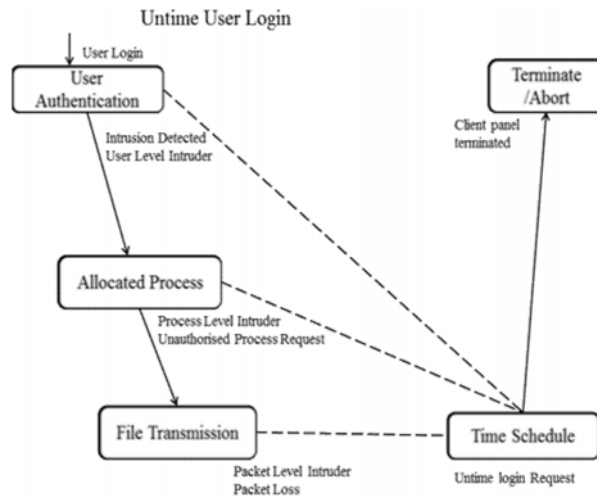 Untime User Login
User Login
User
Authentication
Terminate
/Abort
Client panel
terminated
Intrusion Detected
User Level Intruder
Allocated Process
Process Level Intruder
Unauthorised Process Request
File Transmission
Time Schedule
Packet Level Intruder
Packet Loss
Untime login Request